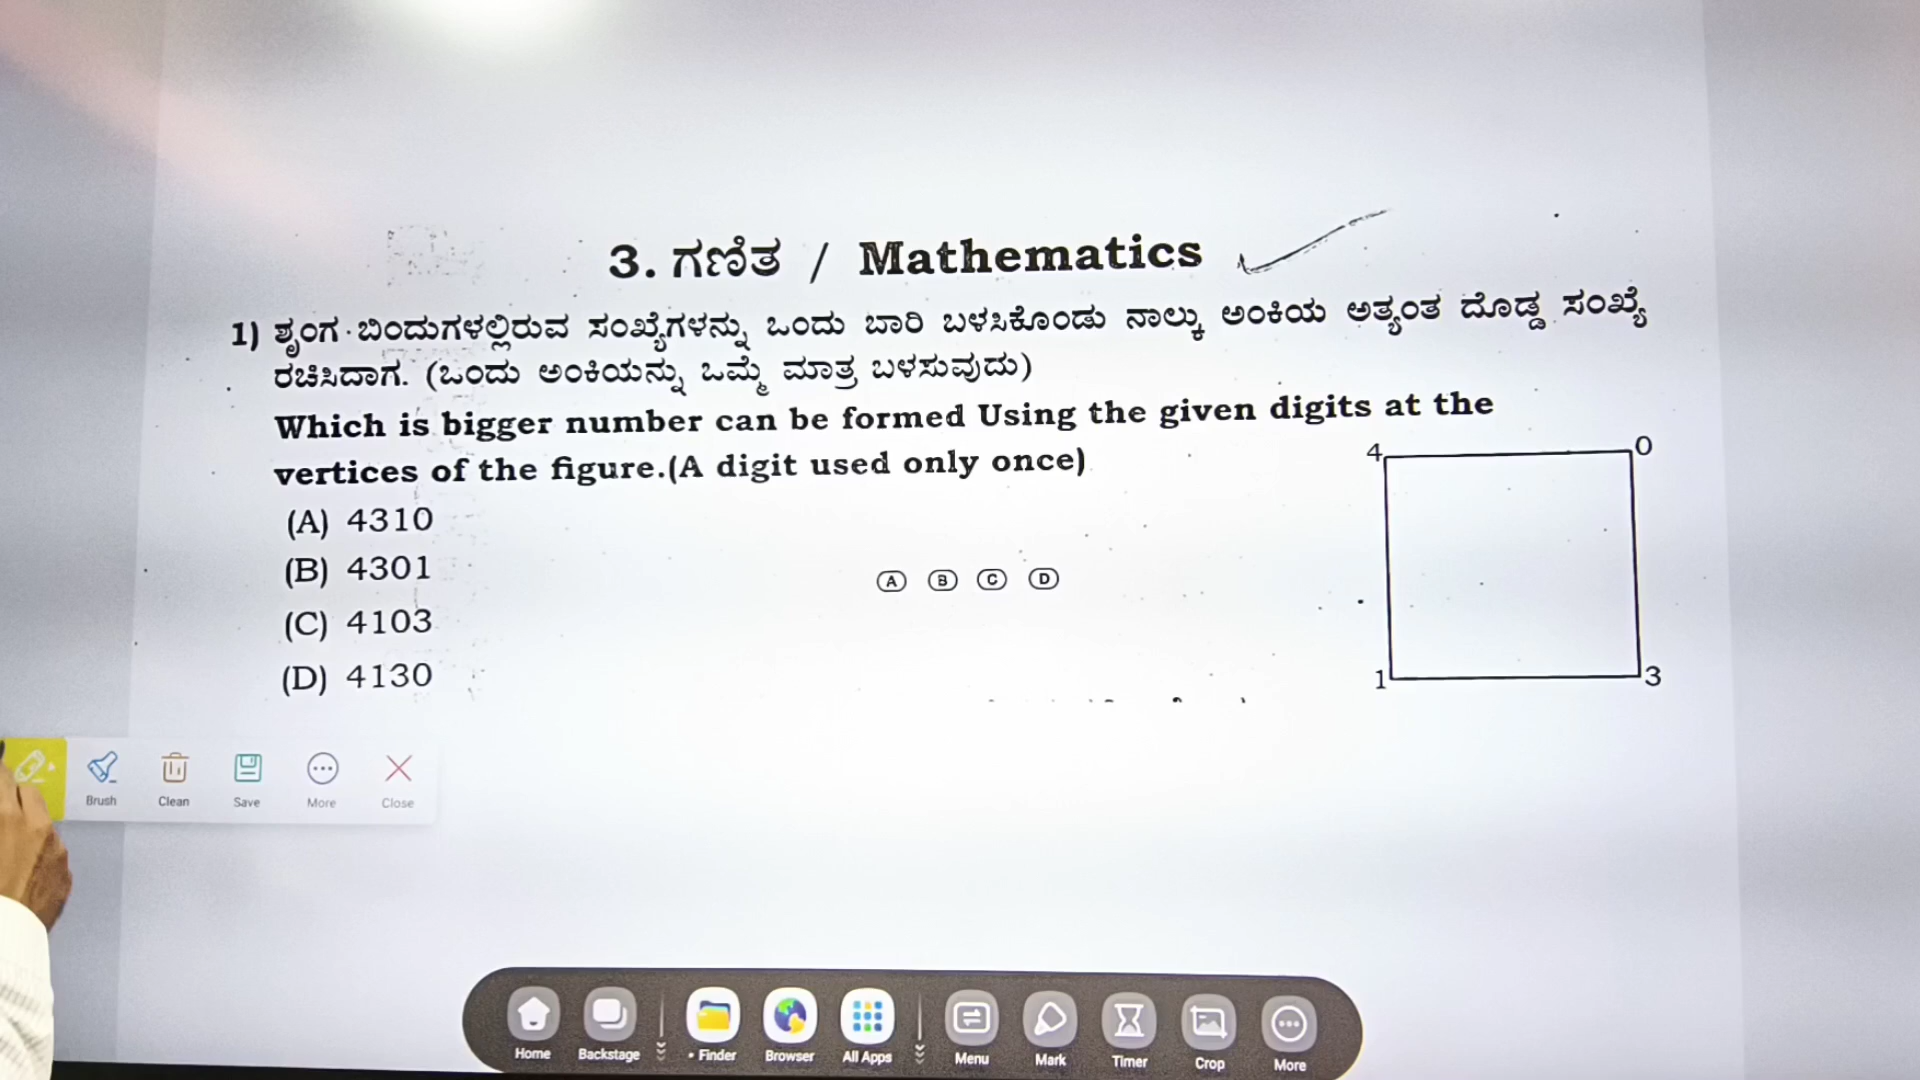 3. ಗಣಿತ / Mathematics
1) ಶೃಂಗ ಬಿಂದುಗಳಲ್ಲಿರುವ ಸಂಖ್ಯೆಗಳನ್ನು ಒಂದು ಬಾರಿ ಬಳಸಿಕೊಂಡು ನಾಲ್ಕು ಅಂಕಿಯ ಅತ್ಯಂತ ದೊಡ್ಡ ಸಂಖ್ಯೆ
ರಚಿಸಿದಾಗ. (ಒಂದು ಅಂಕಿಯನ್ನು ಒಮ್ಮೆ ಮಾತ್ರ ಬಳಸುವುದು)
Which is bigger number can be formed Using the given digits at the
vertices of the figure.(A digit used only once)
4 0
(A) 4310
(B) 4301
A B C D
(C) 4103
(D) 4130
1 3
Brush Clean Save More Close
Home Backstage Finder Browser All Apps Menu Mark Timer Crop More